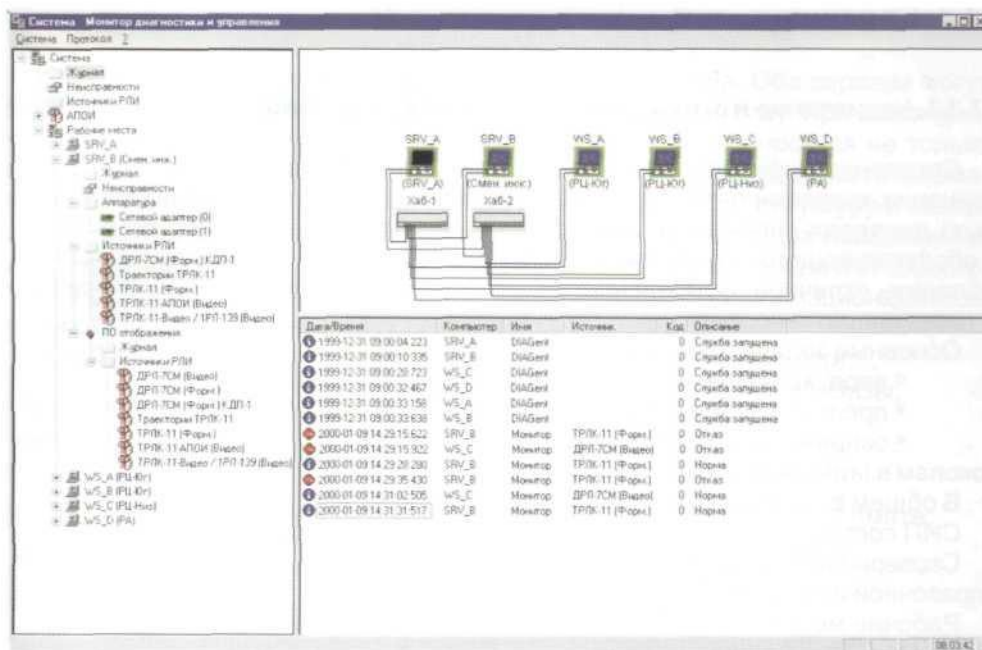 Система Монитор диагностики и управления
Система Протокол ?
Система
Журнал
Неисправности
Источники РЛИ
АПОИ
Рабочие места
SRV_A
SRV_B (Смен. инж.)
Журнал
Неисправности
Аппаратура
Сетевой адаптер (0)
Сетевой адаптер (1)
Источники РЛИ
ДРЛ-7СМ (Форм.) КДП-1
Траектории ТРЛК-11
ТРЛК-11 (Форм.)
ТРЛК-11-АПОИ (Видео)
ТРЛК-11-Видео / 1РЛ-139 (Видео)
ПО отображения
Журнал
Источники РЛИ
ДРЛ-7СМ (Видео)
ДРЛ-7СМ (Форм.)
ДРЛ-7СМ (Форм.) КДП-1
Траектории ТРЛК-11
ТРЛК-11 (Форм.)
ТРЛК-11-АПОИ (Видео)
ТРЛК-11-Видео / 1РЛ-139 (Видео)
WS_A (РЦ-Юг)
WS_B (РЦ-Юг)
WS_C (РЦ-Низ)
WS_D (РА)
SRV_A SRV_B WS_A WS_B WS_C WS_D
(SRV_A) (Смен. инж.) (РЦ-Юг) (РЦ-Юг) (РЦ-Низ) (РА)
Хаб-1 Хаб-2
Дата/Время Компьютер Имя Источник Код Описание
1999-12-31 09:00:04.223 SRV_A DIAGent 0 Служба запущена
1999-12-31 09:00:10.335 SRV_B DIAGent 0 Служба запущена
1999-12-31 09:00:28.723 WS_C DIAGent 0 Служба запущена
1999-12-31 09:00:32.467 WS_D DIAGent 0 Служба запущена
1999-12-31 09:00:33.158 WS_A DIAGent 0 Служба запущена
1999-12-31 09:00:33.638 WS_B DIAGent 0 Служба запущена
2000-01-09 14:29:15.622 SRV_B Монитор ТРЛК-11 (Форм.) 0 Отказ
2000-01-09 14:29:15.922 WS_C Монитор ДРЛ-7СМ (Видео) 0 Отказ
2000-01-09 14:29:28.280 SRV_B Монитор ТРЛК-11 (Форм.) 0 Норма
2000-01-09 14:29:35.430 SRV_B Монитор ТРЛК-11 (Форм.) 0 Отказ
2000-01-09 14:31:02.505 WS_C Монитор ДРЛ-7СМ (Видео) 0 Норма
2000-01-09 14:31:31.517 SRV_B Монитор ТРЛК-11 (Форм.) 0 Норма
08:03:42